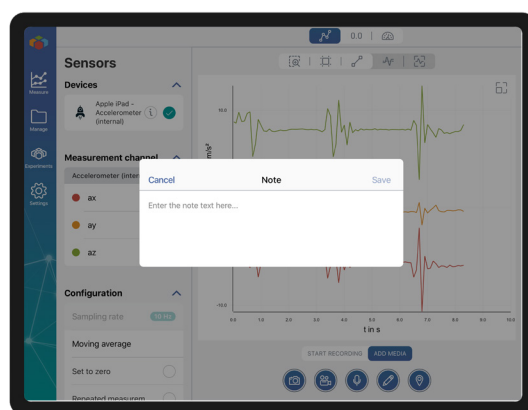 0.0
Sensors
Devices
Apple iPad -
Accelerometer
(internal)
i
Measurement channel
Accelerometer (inter
ax
ay
az
Configuration
Sampling rate
10 Hz
Moving average
Set to zero
Repeated measurem
Measure
Manage
Experiments
Settings
m/s²
10.0
-10.0
0.0 1.0 2.0 3.0 4.0 5.0 6.0 7.0 8.0 9.0 10.0
t in s
START RECORDING ADD MEDIA
Cancel Note Save
Enter the note text here...